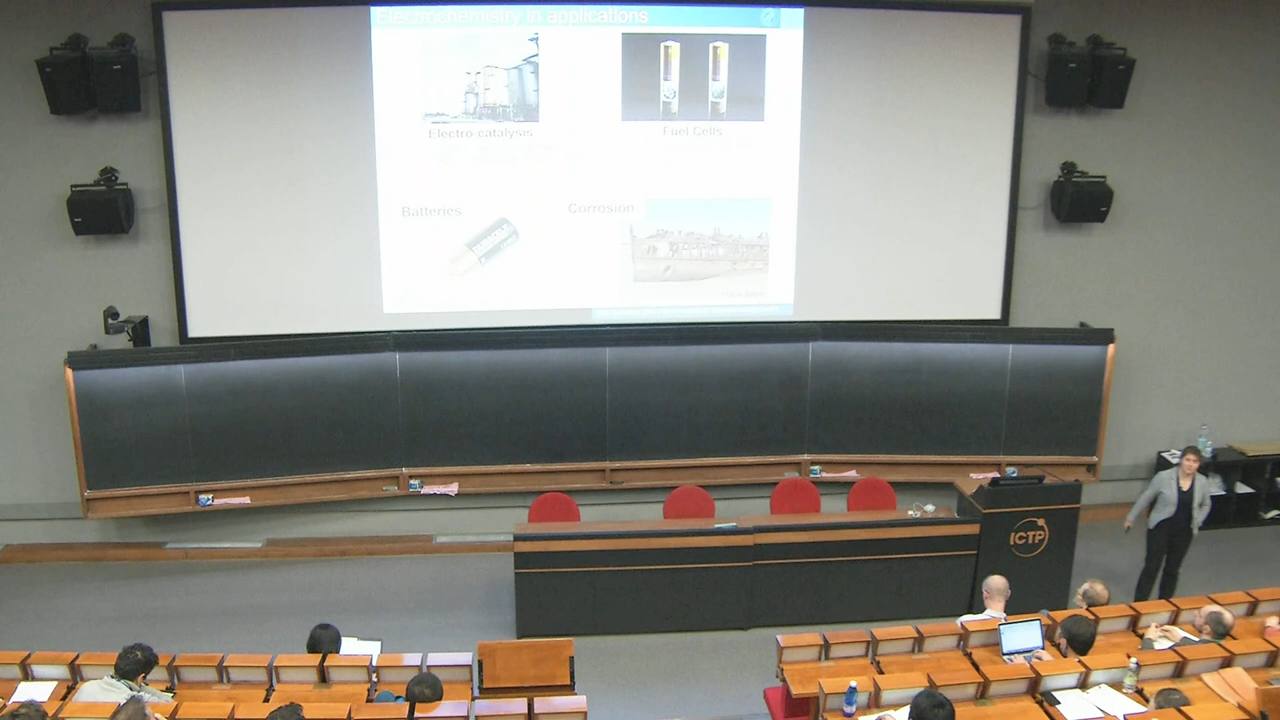 Electrochemistry in applications
Electro-catalysis
Fuel Cells
Batteries
Corrosion
ICTP